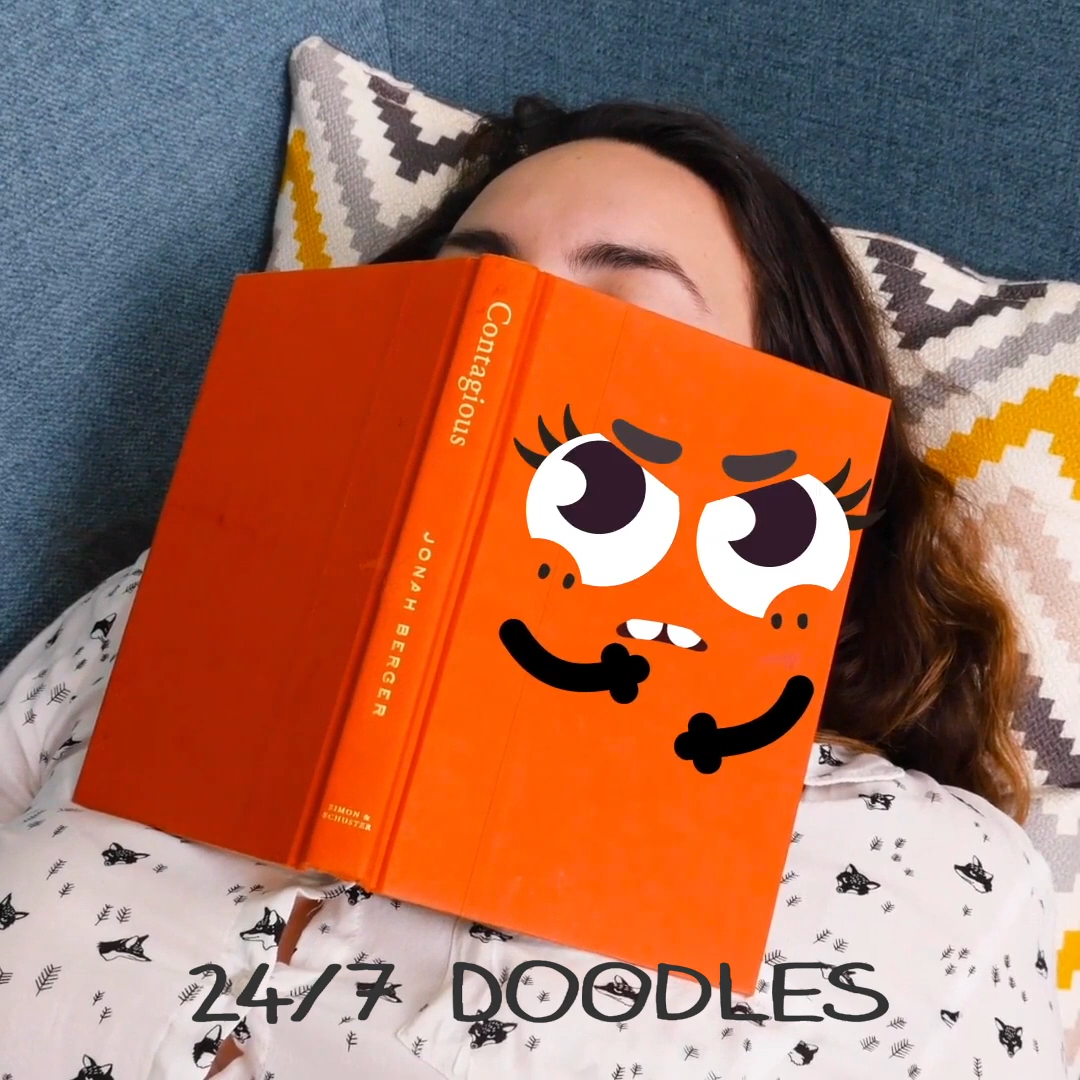 Contagious
JONAH BERGER
SIMON &
SCHUSTER
24/7 DOODLES